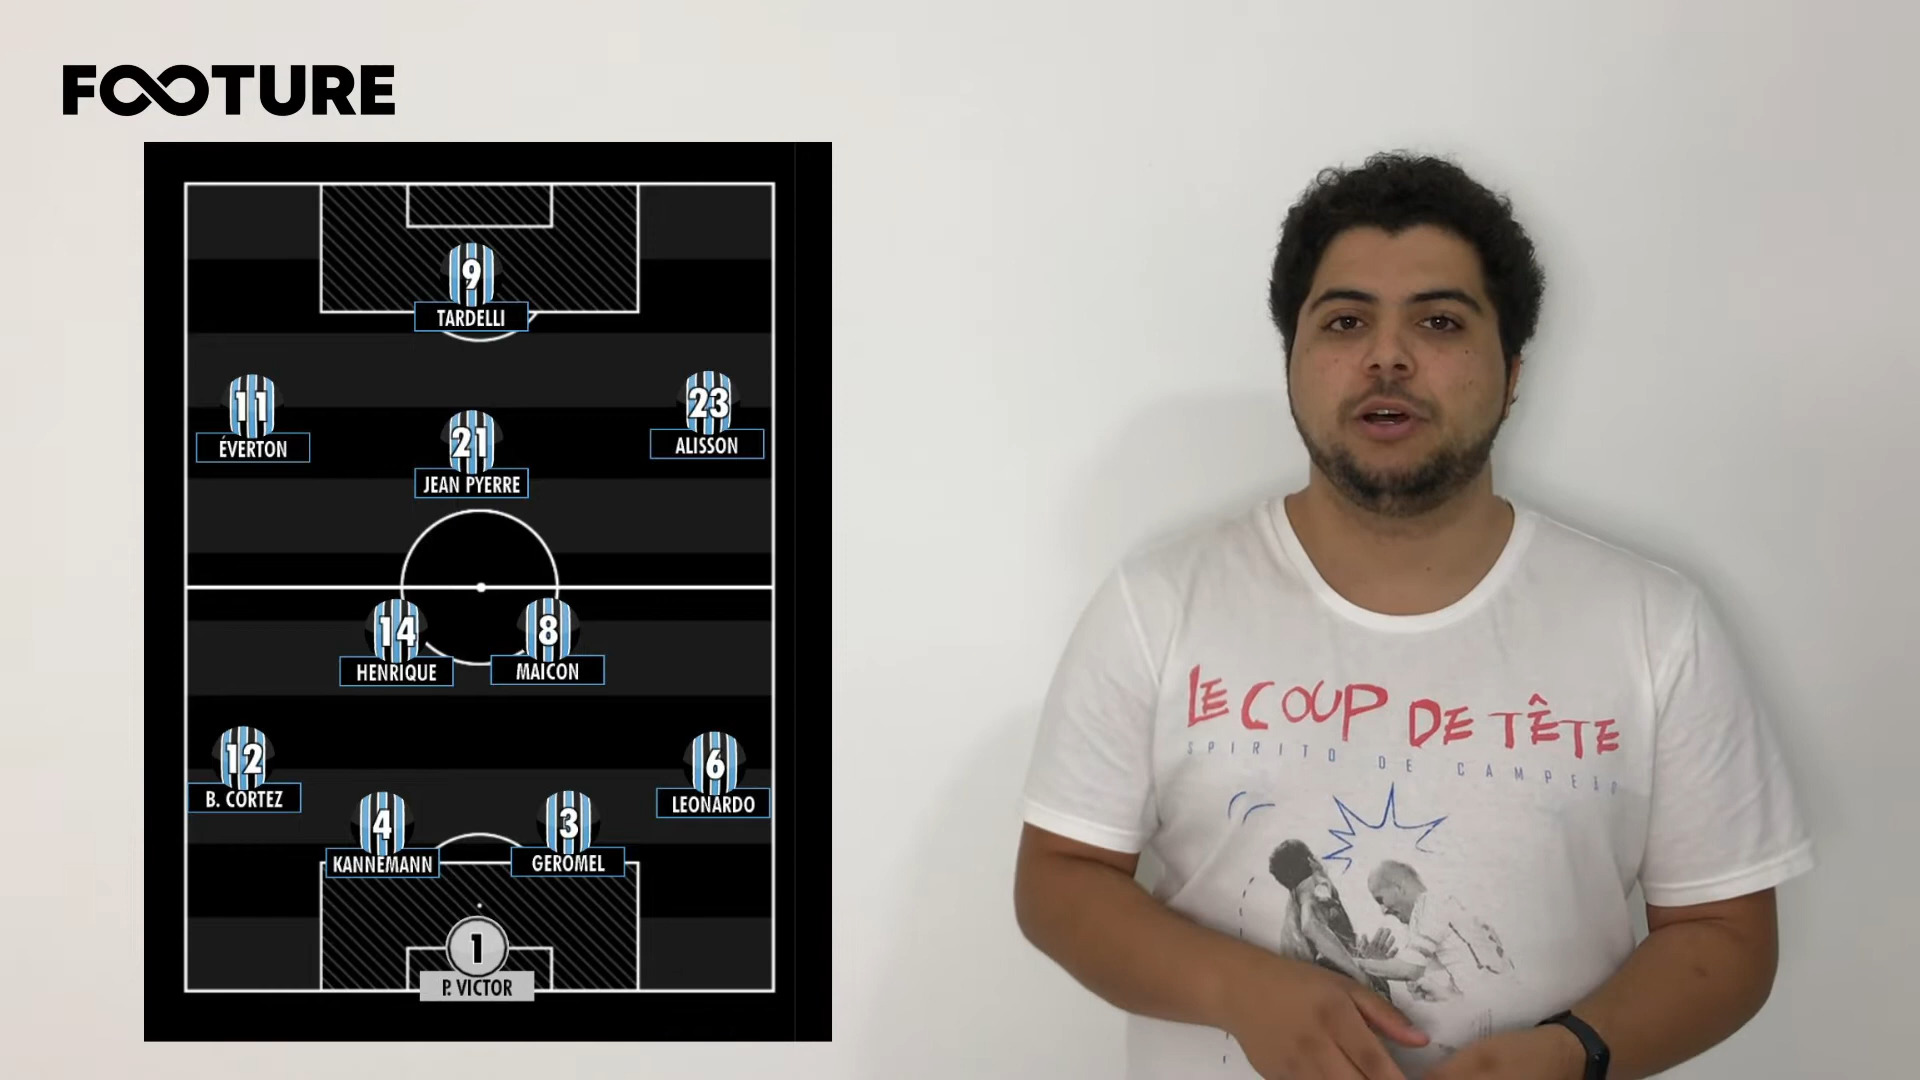 FOOTURE
9
TARDELLI
11
ÉVERTON
23
ALISSON
21
JEAN PYERRE
14
HENRIQUE
8
MAICON
12
B. CORTEZ
6
LEONARDO
4
KANNEMANN
3
GEROMEL
1
P. VICTOR
LE COUP DE TÊTE
SPIRITO DE CAMPEÃO